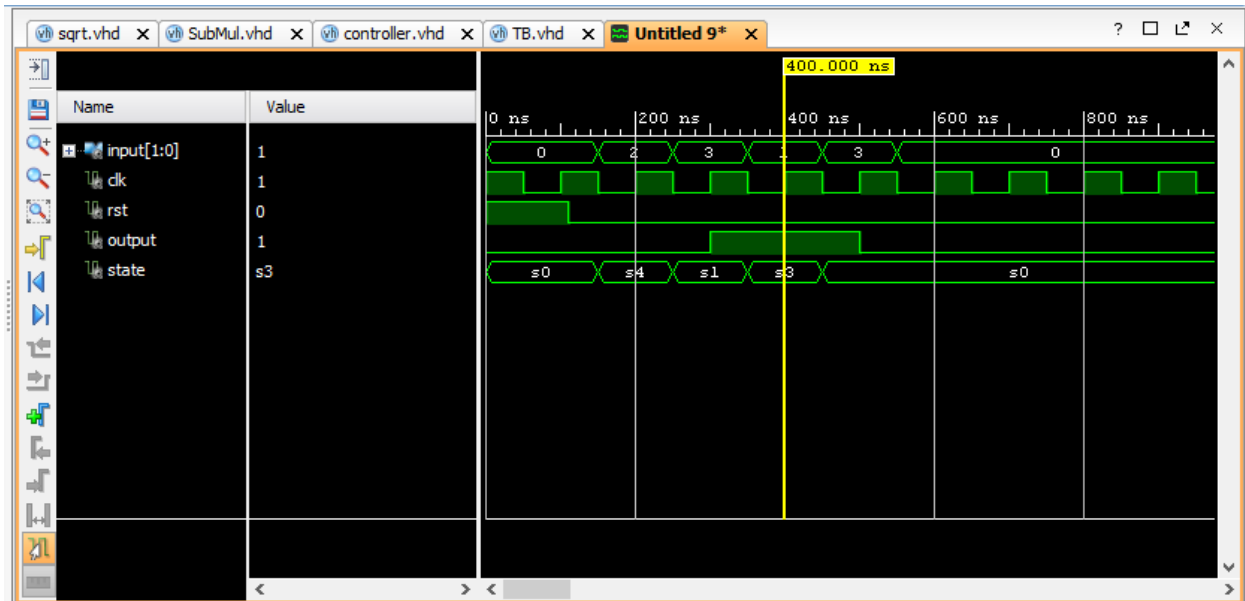 sqrt.vhd SubMul.vhd controller.vhd TB.vhd Untitled 9*
400.000 ns
Name Value
0 ns 200 ns 400 ns 600 ns 800 ns
input[1:0] 1 0 2 3 1 3 0
clk 1
rst 0
output 1
state s3 s0 s4 s1 s3 s0